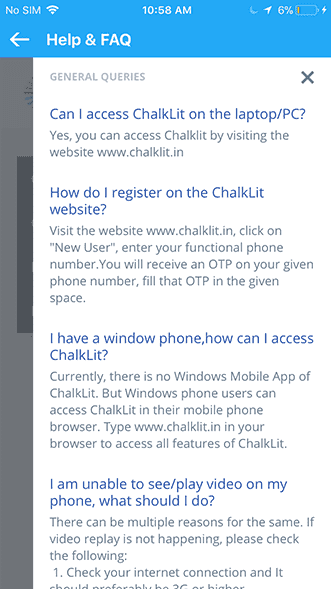 No SIM 10:58 AM 6%
Help & FAQ
GENERAL QUERIES
Can I access ChalkLit on the laptop/PC?
Yes, you can access Chalklit by visiting the
website www.chalklit.in
How do I register on the ChalkLit
website?
Visit the website www.chalklit.in, click on
"New User", enter your functional phone
number.You will receive an OTP on your given
phone number, fill that OTP in the given
space.
I have a window phone,how can I access
ChalkLit?
Currently, there is no Windows Mobile App of
ChalkLit. But Windows phone users can
access ChalkLit in their mobile phone
browser. Type www.chalklit.in in your
browser to access all features of ChalkLit.
I am unable to see/play video on my
phone, what should I do?
There can be multiple reasons for the same. If
video replay is not happening, please check
the following:
1. Check your internet connection and It
should preferably be 3G or higher